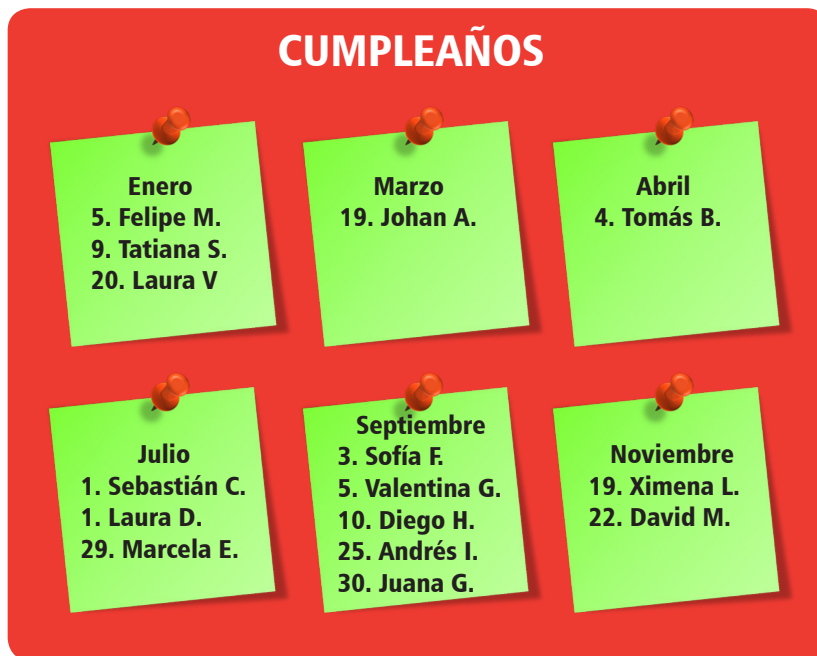 CUMPLEAÑOS
Enero
5. Felipe M.
9. Tatiana S.
20. Laura V
Marzo
19. Johan A.
Abril
4. Tomás B.
Julio
1. Sebastián C.
1. Laura D.
29. Marcela E.
Septiembre
3. Sofía F.
5. Valentina G.
10. Diego H.
25. Andrés I.
30. Juana G.
Noviembre
19. Ximena L.
22. David M.